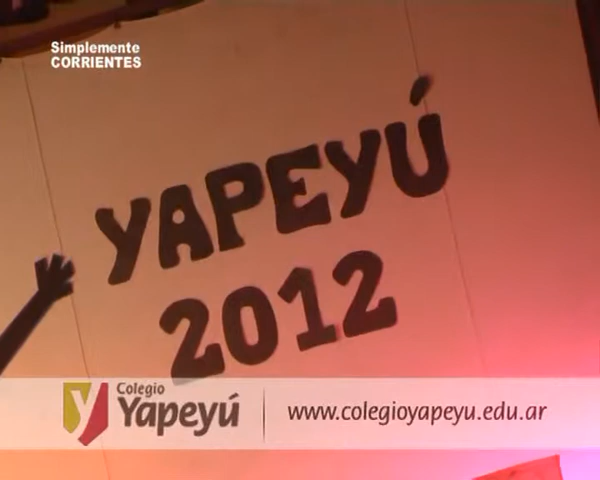 Simplemente
CORRIENTES
YAPEYÚ
2012
Colegio
Yapeyú
www.colegioyapeyu.edu.ar